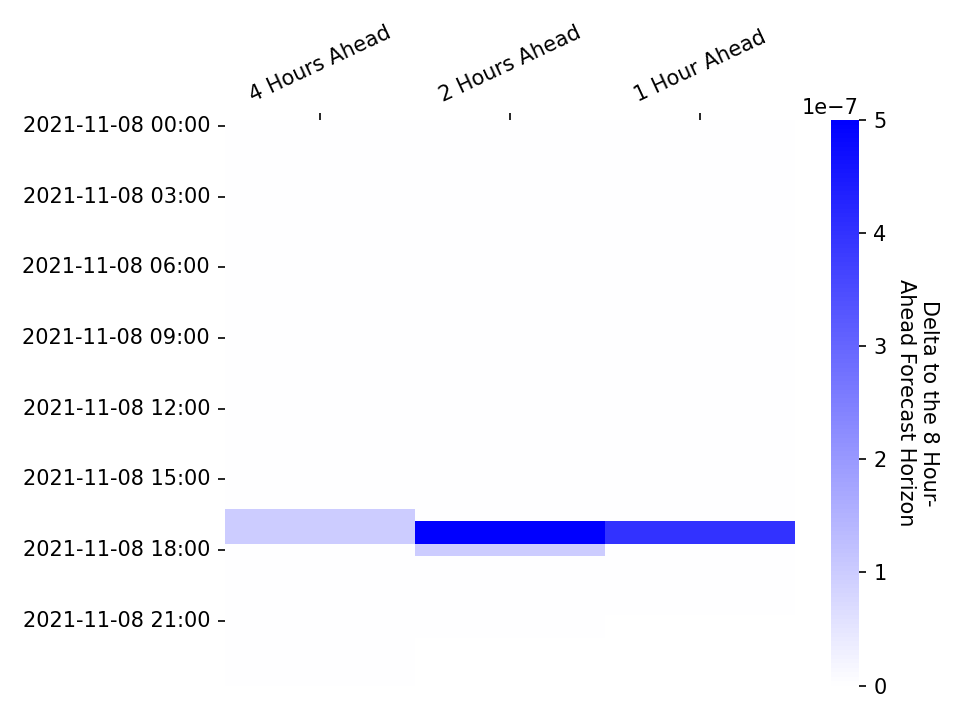 4 Hours Ahead
2 Hours Ahead
1 Hour Ahead
1e−7
2021-11-08 00:00
2021-11-08 03:00
2021-11-08 06:00
2021-11-08 09:00
2021-11-08 12:00
2021-11-08 15:00
2021-11-08 18:00
2021-11-08 21:00
5
4
3
2
1
0
Delta to the 8 Hour-
Ahead Forecast Horizon